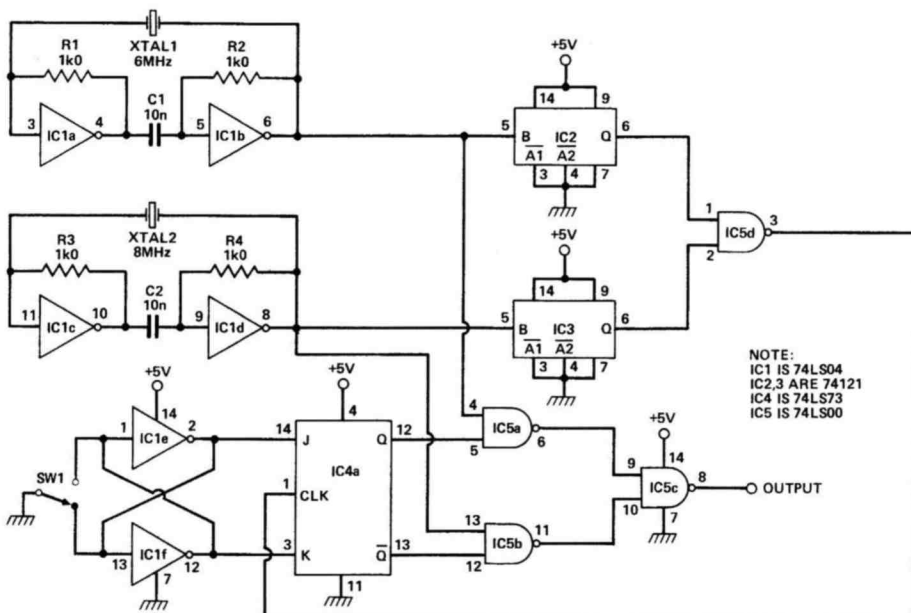 R1
1k0
XTAL1
6MHz
R2
1k0
C1
10n
3
IC1a
4
5
IC1b
6
+5V
14
9
5
B
IC2
Q
6
A1
A2
3
4
7
R3
1k0
XTAL2
8MHz
R4
1k0
C2
10n
11
IC1c
10
9
IC1d
8
+5V
14
9
5
B
IC3
Q
6
A1
A2
3
4
7
1
2
IC5d
3
NOTE:
IC1 IS 74LS04
IC2,3 ARE 74121
IC4 IS 74LS73
IC5 IS 74LS00
+5V
14
1
IC1e
2
SW1
13
IC1f
12
7
+5V
4
14
J
Q
12
IC4a
1
CLK
3
K
Q
13
11
4
5
IC5a
6
13
12
IC5b
11
+5V
14
9
10
IC5c
8
OUTPUT
7